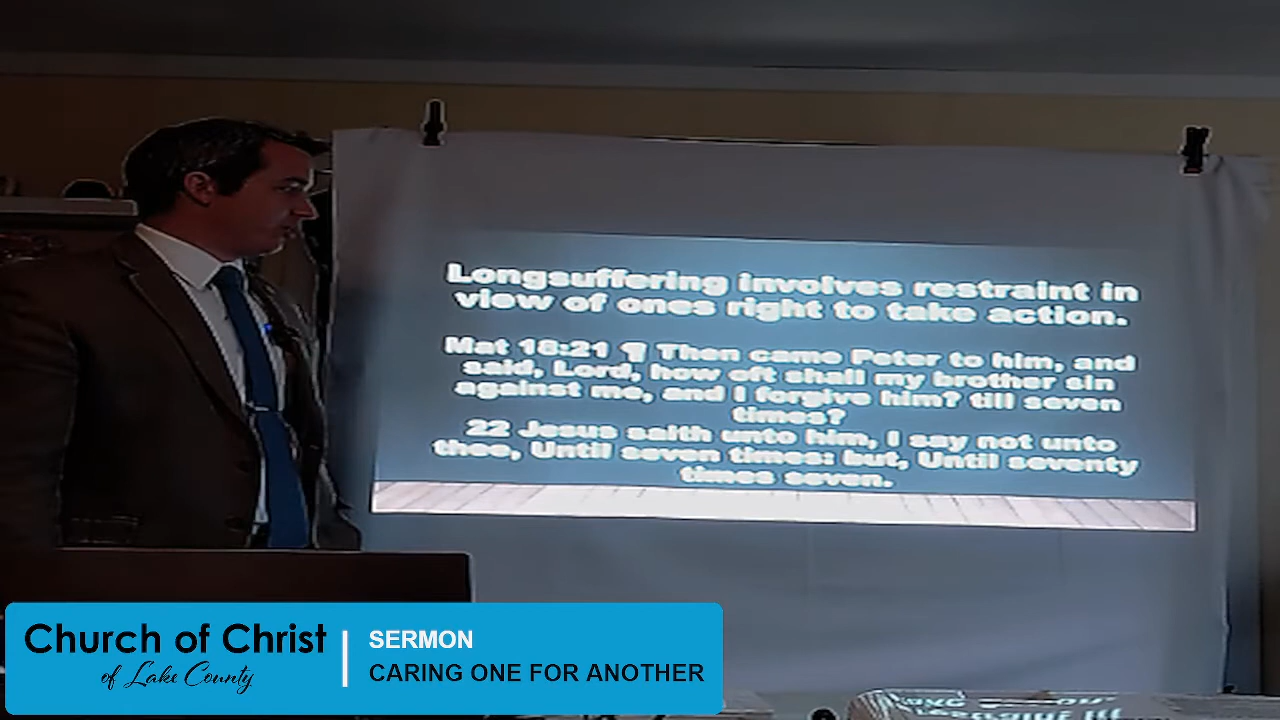 Longsuffering involves restraint in
view of ones right to take action.
Mat 18:21 ¶ Then came Peter to him, and
said, Lord, how oft shall my brother sin
against me, and I forgive him? till seven
times?
22 Jesus saith unto him, I say not unto
thee, Until seven times: but, Until seventy
times seven.
Church of Christ
of Lake County
SERMON
CARING ONE FOR ANOTHER